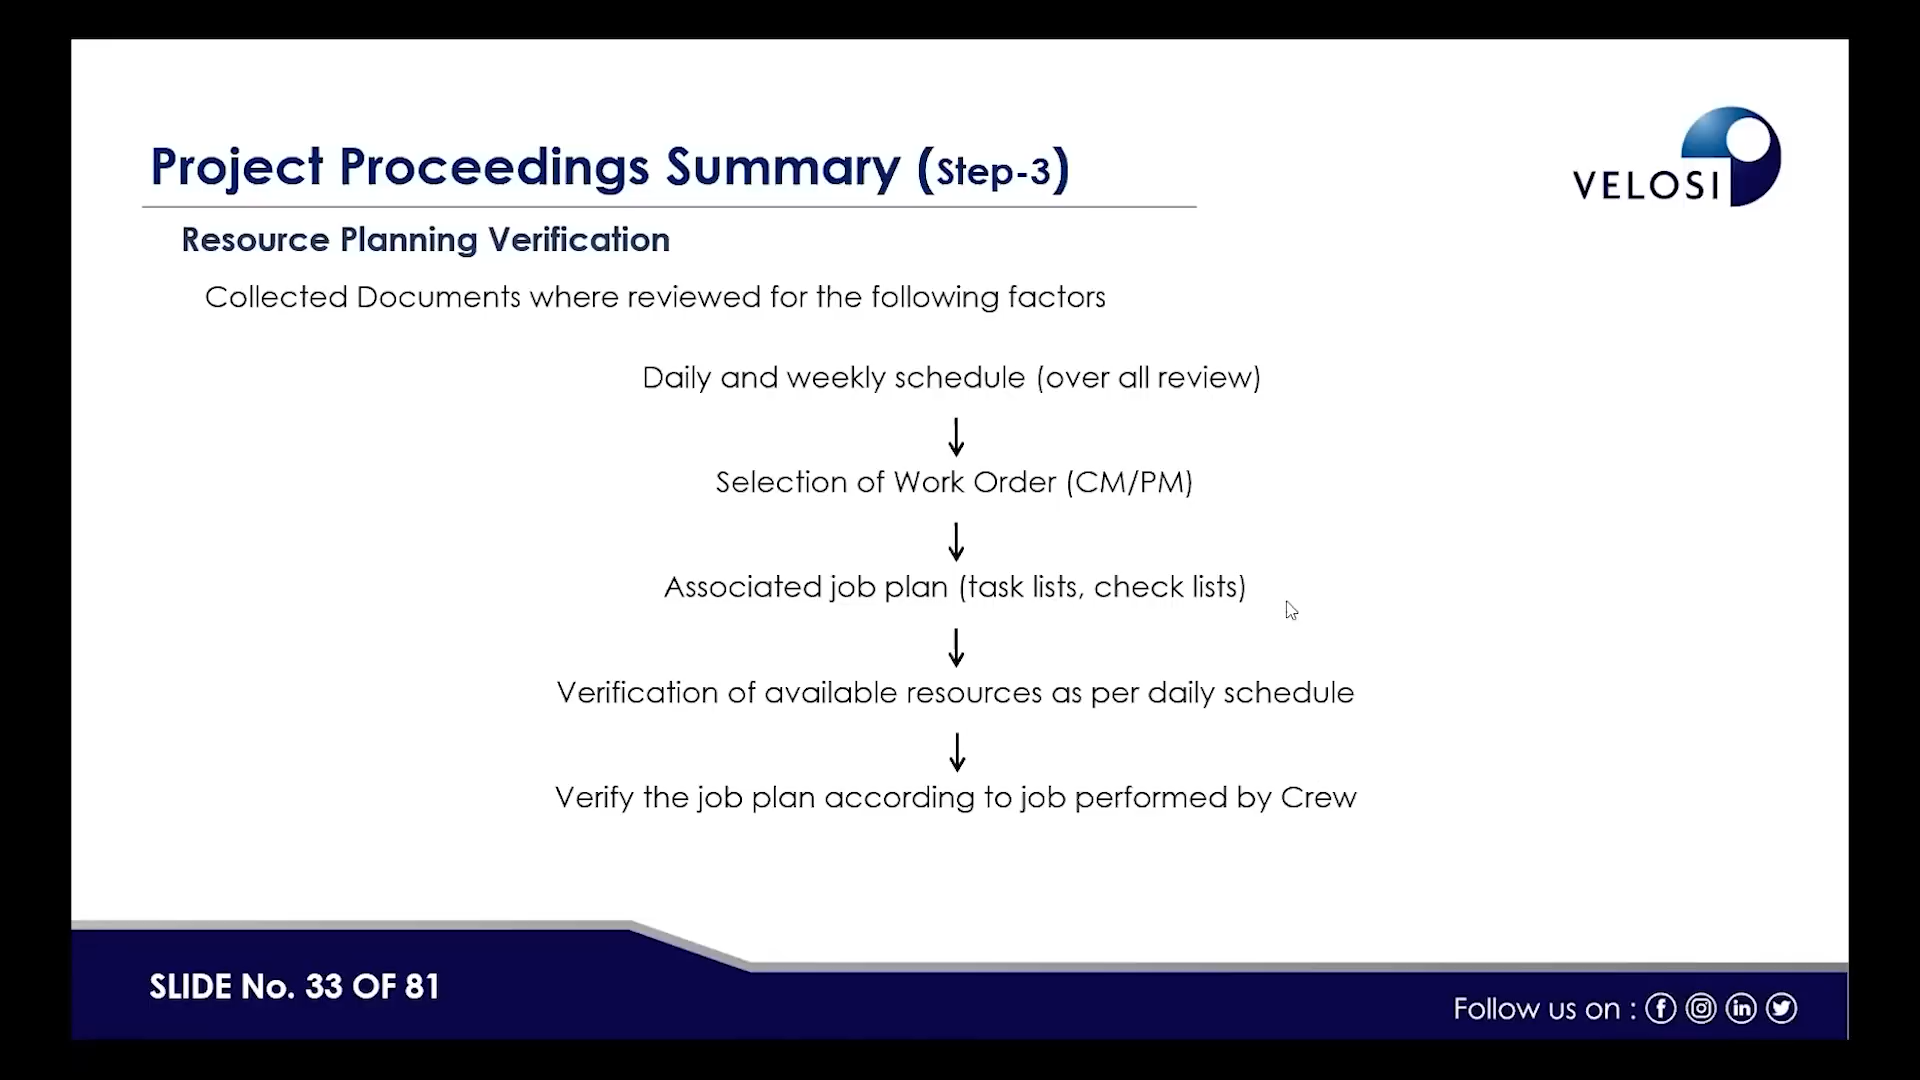 Project Proceedings Summary (Step-3)
VELOSI
Resource Planning Verification
Collected Documents where reviewed for the following factors
Daily and weekly schedule (over all review)
Selection of Work Order (CM/PM)
Associated job plan (task lists, check lists)
Verification of available resources as per daily schedule
Verify the job plan according to job performed by Crew
SLIDE No. 33 OF 81
Follow us on :